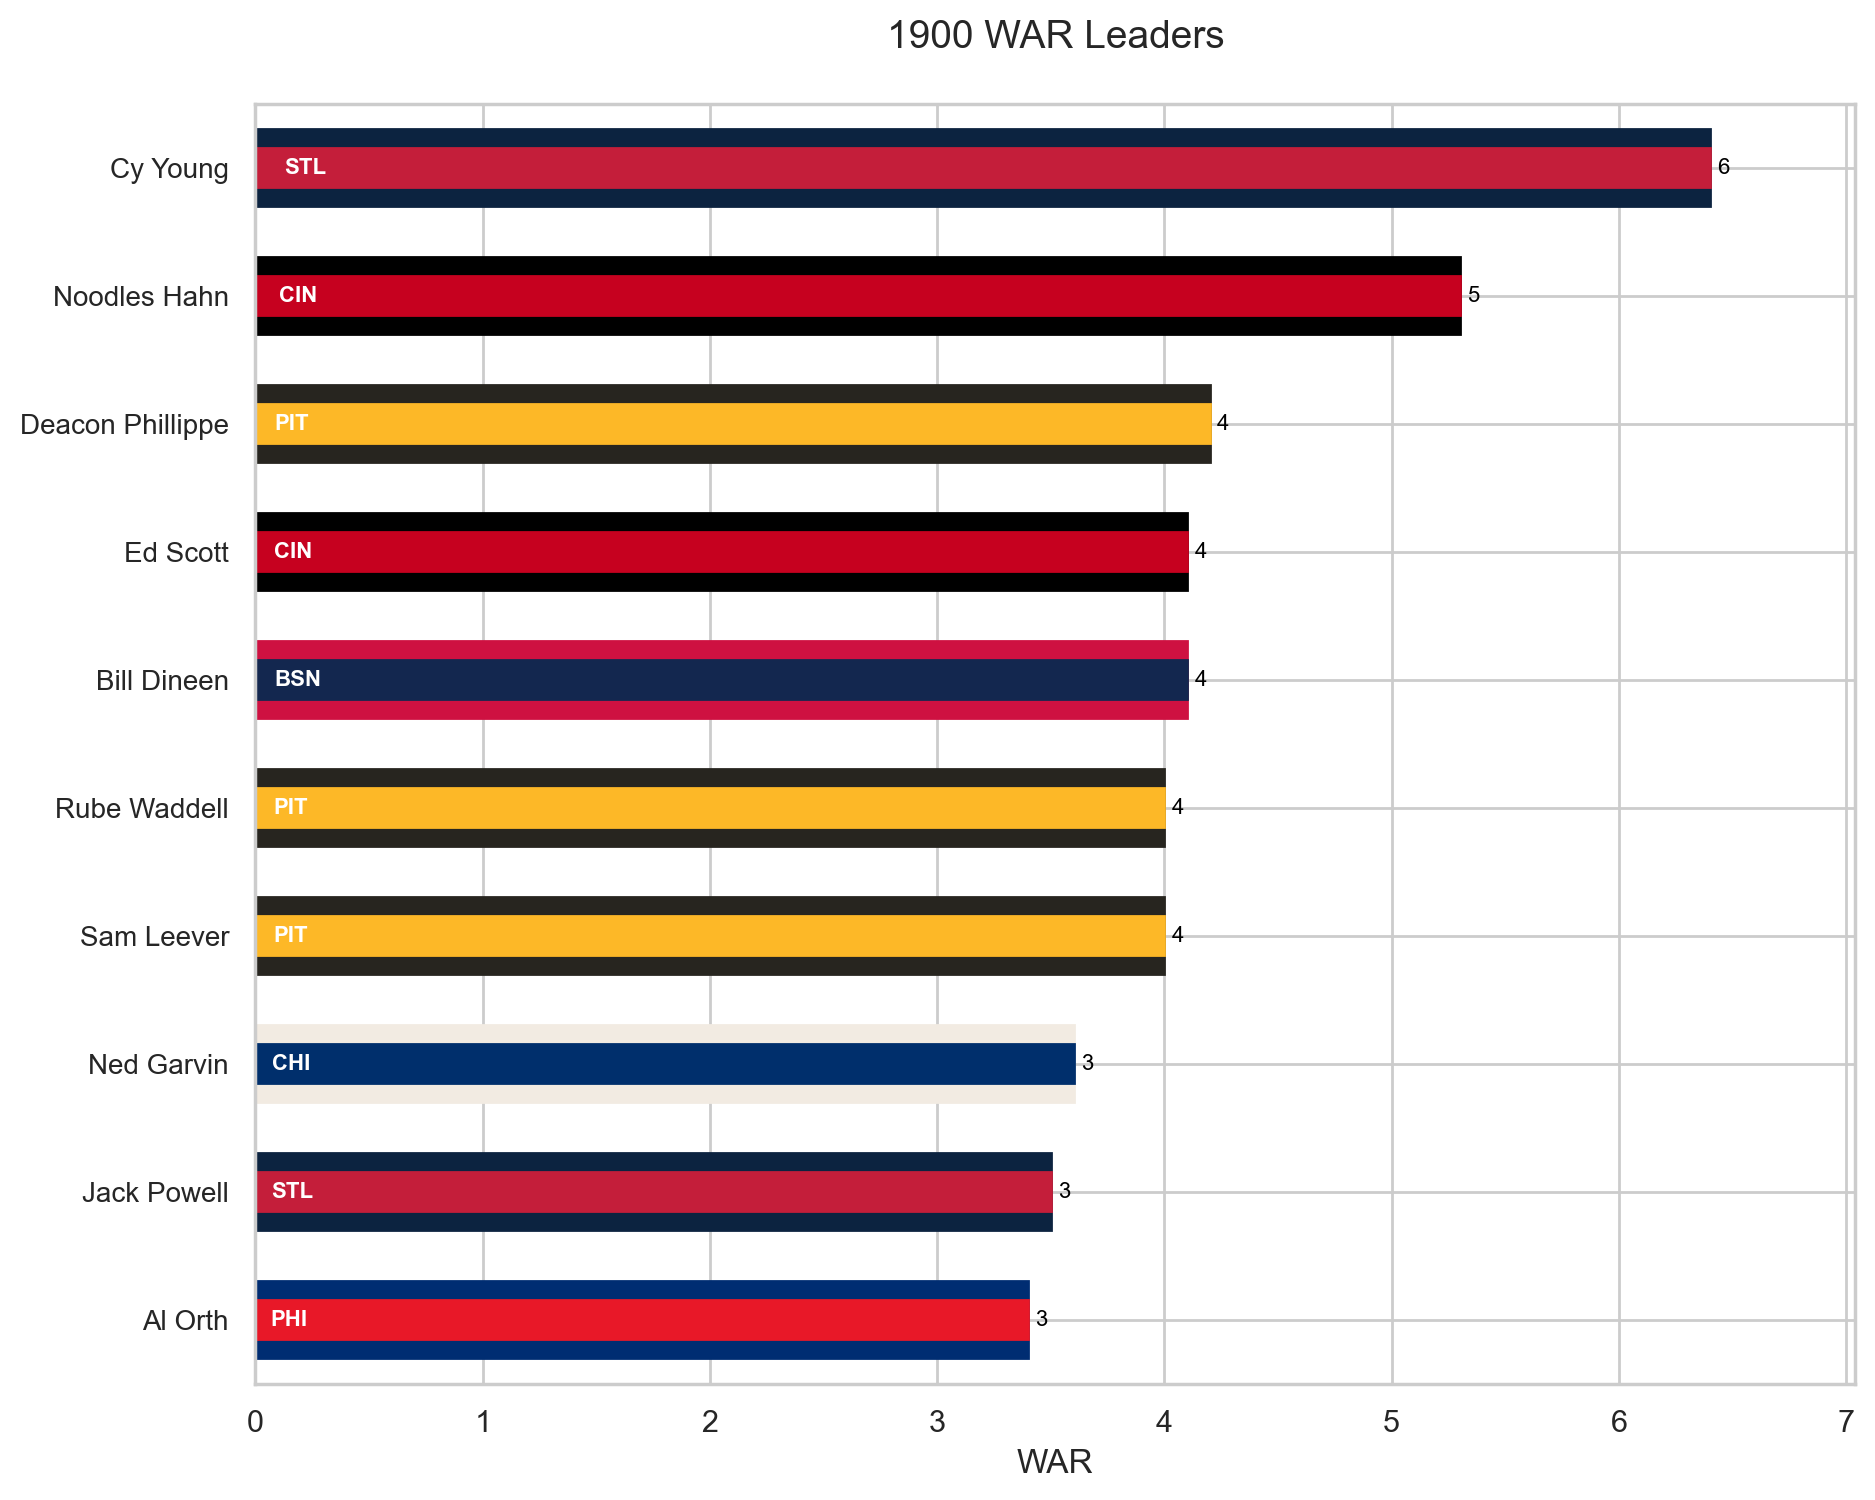 1900 WAR Leaders
Cy Young
STL
6
Noodles Hahn
CIN
5
Deacon Phillippe
PIT
4
Ed Scott
CIN
4
Bill Dineen
BSN
4
Rube Waddell
PIT
4
Sam Leever
PIT
4
Ned Garvin
CHI
3
Jack Powell
STL
3
Al Orth
PHI
3
0 1 2 3 4 5 6 7
WAR